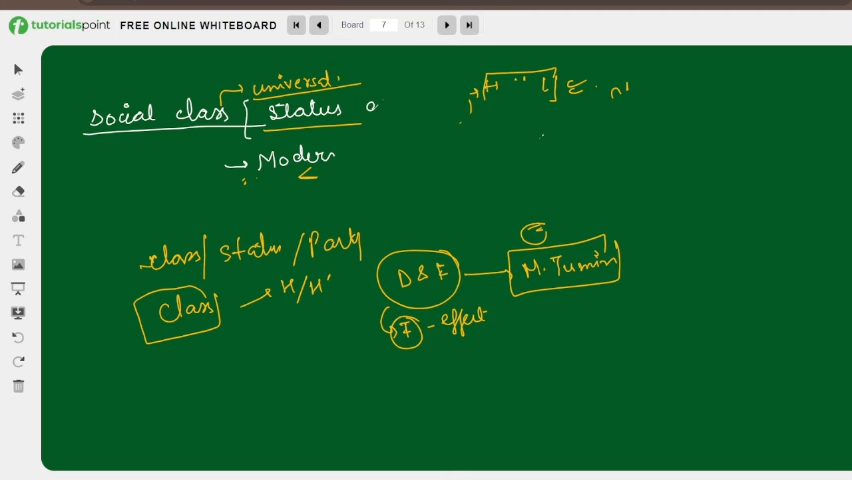 tutorialspoint FREE ONLINE WHITEBOARD Board 7 Of 13
universal.
social class [ status
→ Modern
class / status / Party
Class → H/H'
D & E — M. Tumin
F - effect